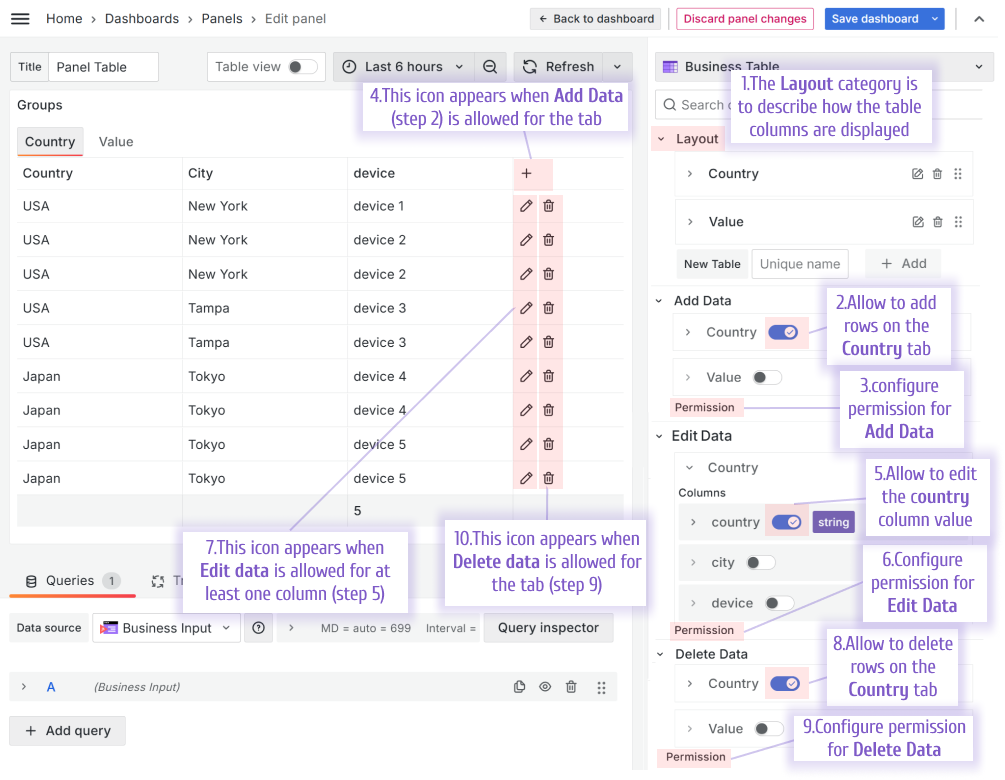 Home > Dashboards > Panels > Edit panel
← Back to dashboard
Discard panel changes
Save dashboard
Title
Panel Table
Table view
Last 6 hours
Refresh
Groups
Country
Value
Country City device +
USA New York device 1
USA New York device 2
USA New York device 2
USA Tampa device 3
USA Tampa device 3
Japan Tokyo device 4
Japan Tokyo device 4
Japan Tokyo device 5
Japan Tokyo device 5
5
4.This icon appears when Add Data
(step 2) is allowed for the tab
7.This icon appears when
Edit data is allowed for at
least one column (step 5)
10.This icon appears when
Delete data is allowed for
the tab (step 9)
Queries 1
Data source
Business Input
MD = auto = 699
Interval =
Query inspector
A
(Business Input)
+ Add query
Business Table
Search
1.The Layout category is
to describe how the table
columns are displayed
Layout
Country
Value
New Table
Unique name
+ Add
Add Data
Country
Value
Permission
2.Allow to add
rows on the
Country tab
3.configure
permission for
Add Data
Edit Data
Country
Columns
country
string
city
device
Permission
5.Allow to edit
the country
column value
6.Configure
permission for
Edit Data
Delete Data
Country
Value
Permission
8.Allow to delete
rows on the
Country tab
9.Configure permission
for Delete Data